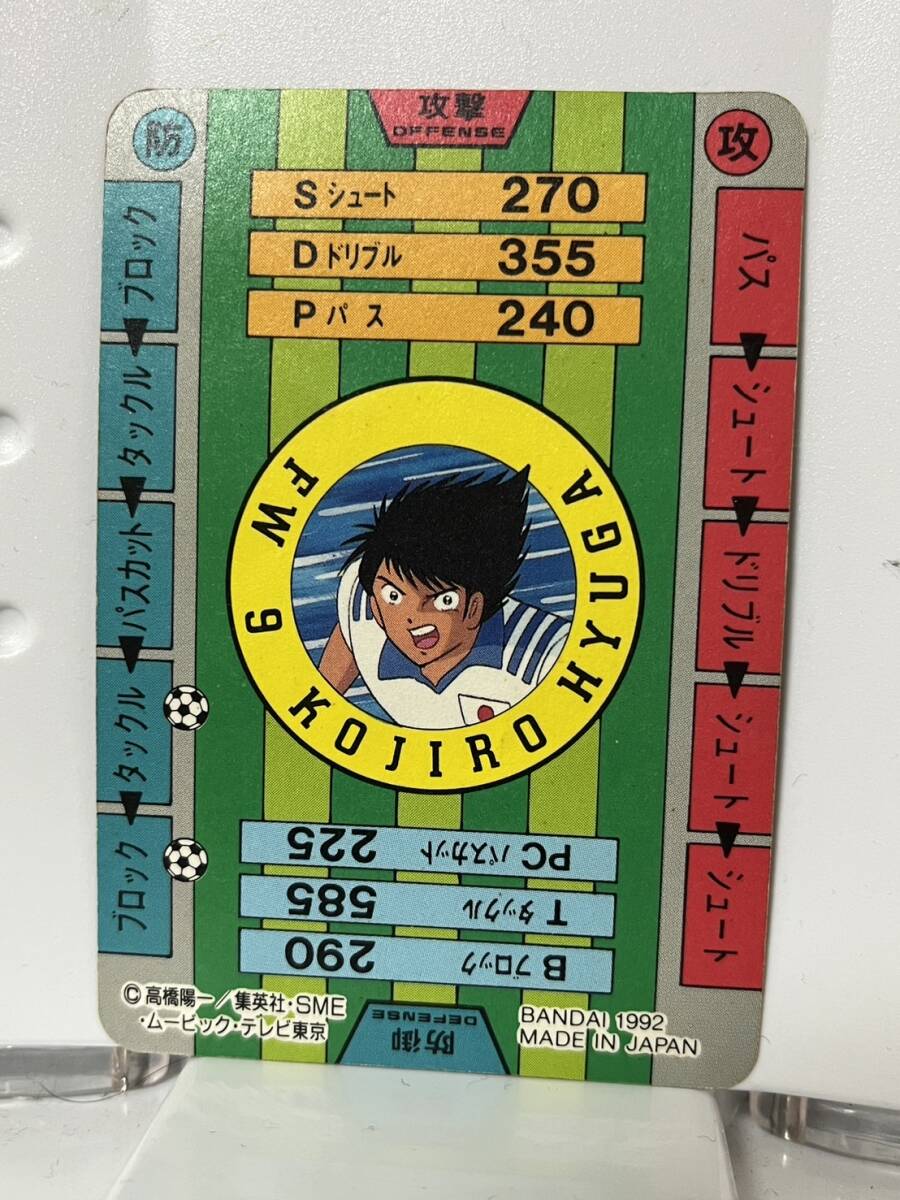 攻撃
OFFENSE
防
攻
S シュート 270
D ドリブル 355
P パス 240
ブロック
タックル
パスカット
タックル
ブロック
パス
シュート
ドリブル
シュート
シュート
9 FW
KOJIRO HYUGA
PC パスカット 225
T タックル 585
B ブロック 290
防御
DEFENSE
©高橋陽一/集英社・SME
・ムービック・テレビ東京
BANDAI 1992
MADE IN JAPAN